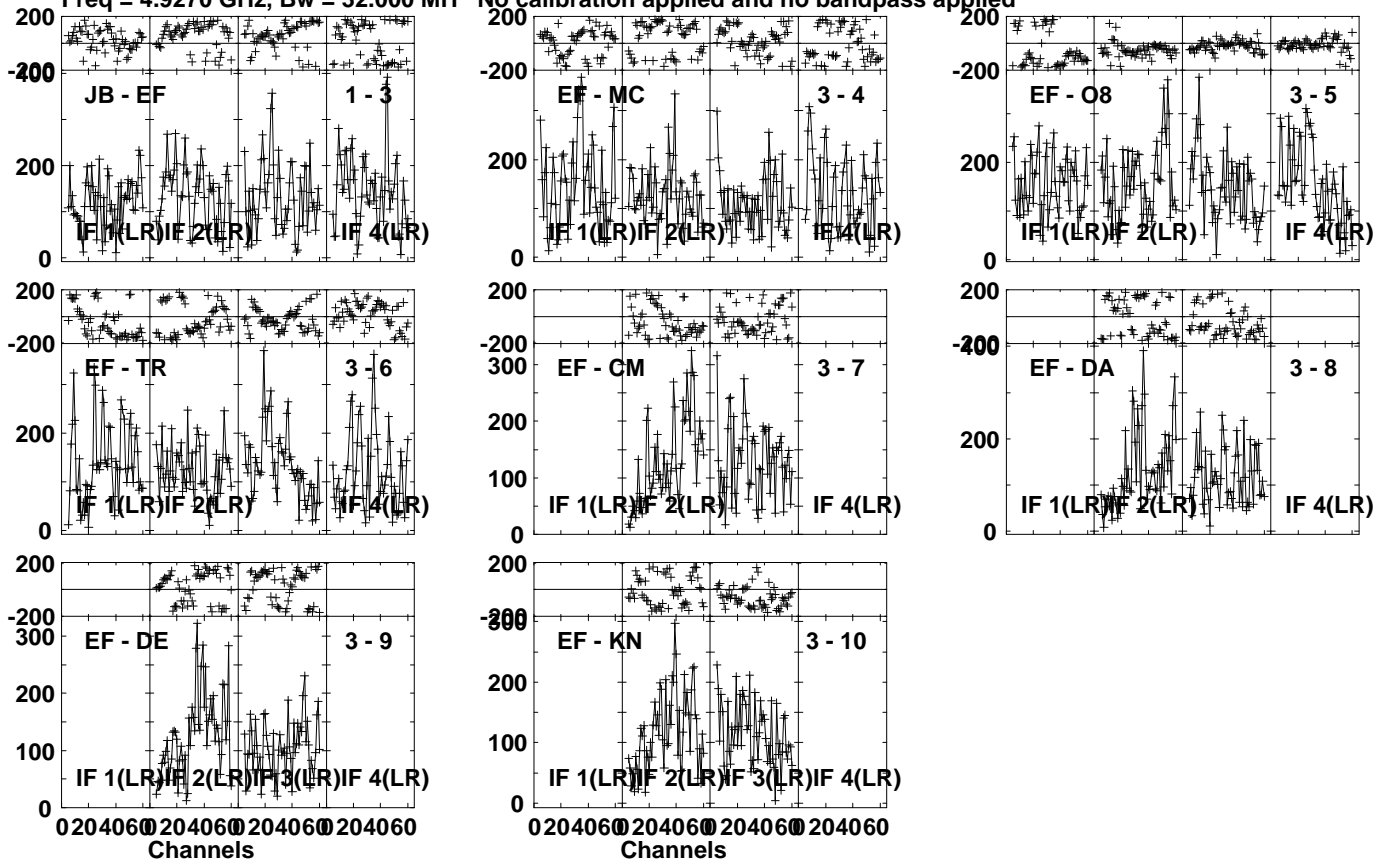 Freq = 4.9270 GHz, Bw = 32.000 MH No calibration applied and no bandpass applied
200
-200
400
200
0
JB - EF
1 - 3
IF 1(LR)
IF 2(LR)
IF 4(LR)
200
-200
200
0
EF - MC
3 - 4
IF 1(LR)
IF 2(LR)
IF 4(LR)
200
-200
200
0
EF - O8
3 - 5
IF 1(LR)
IF 2(LR)
IF 4(LR)
200
-200
200
0
EF - TR
3 - 6
IF 1(LR)
IF 2(LR)
IF 4(LR)
200
-200
300
200
100
0
EF - CM
3 - 7
IF 1(LR)
IF 2(LR)
IF 4(LR)
200
-200
400
200
0
EF - DA
3 - 8
IF 1(LR)
IF 2(LR)
IF 4(LR)
200
-200
300
200
100
0
EF - DE
3 - 9
IF 1(LR)
IF 2(LR)
IF 3(LR)
IF 4(LR)
0 20 40 60 0 20 40 60 0 20 40 60 0 20 40 60
Channels
200
-200
300
200
100
0
EF - KN
3 - 10
IF 1(LR)
IF 2(LR)
IF 3(LR)
IF 4(LR)
0 20 40 60 0 20 40 60 0 20 40 60 0 20 40 60
Channels